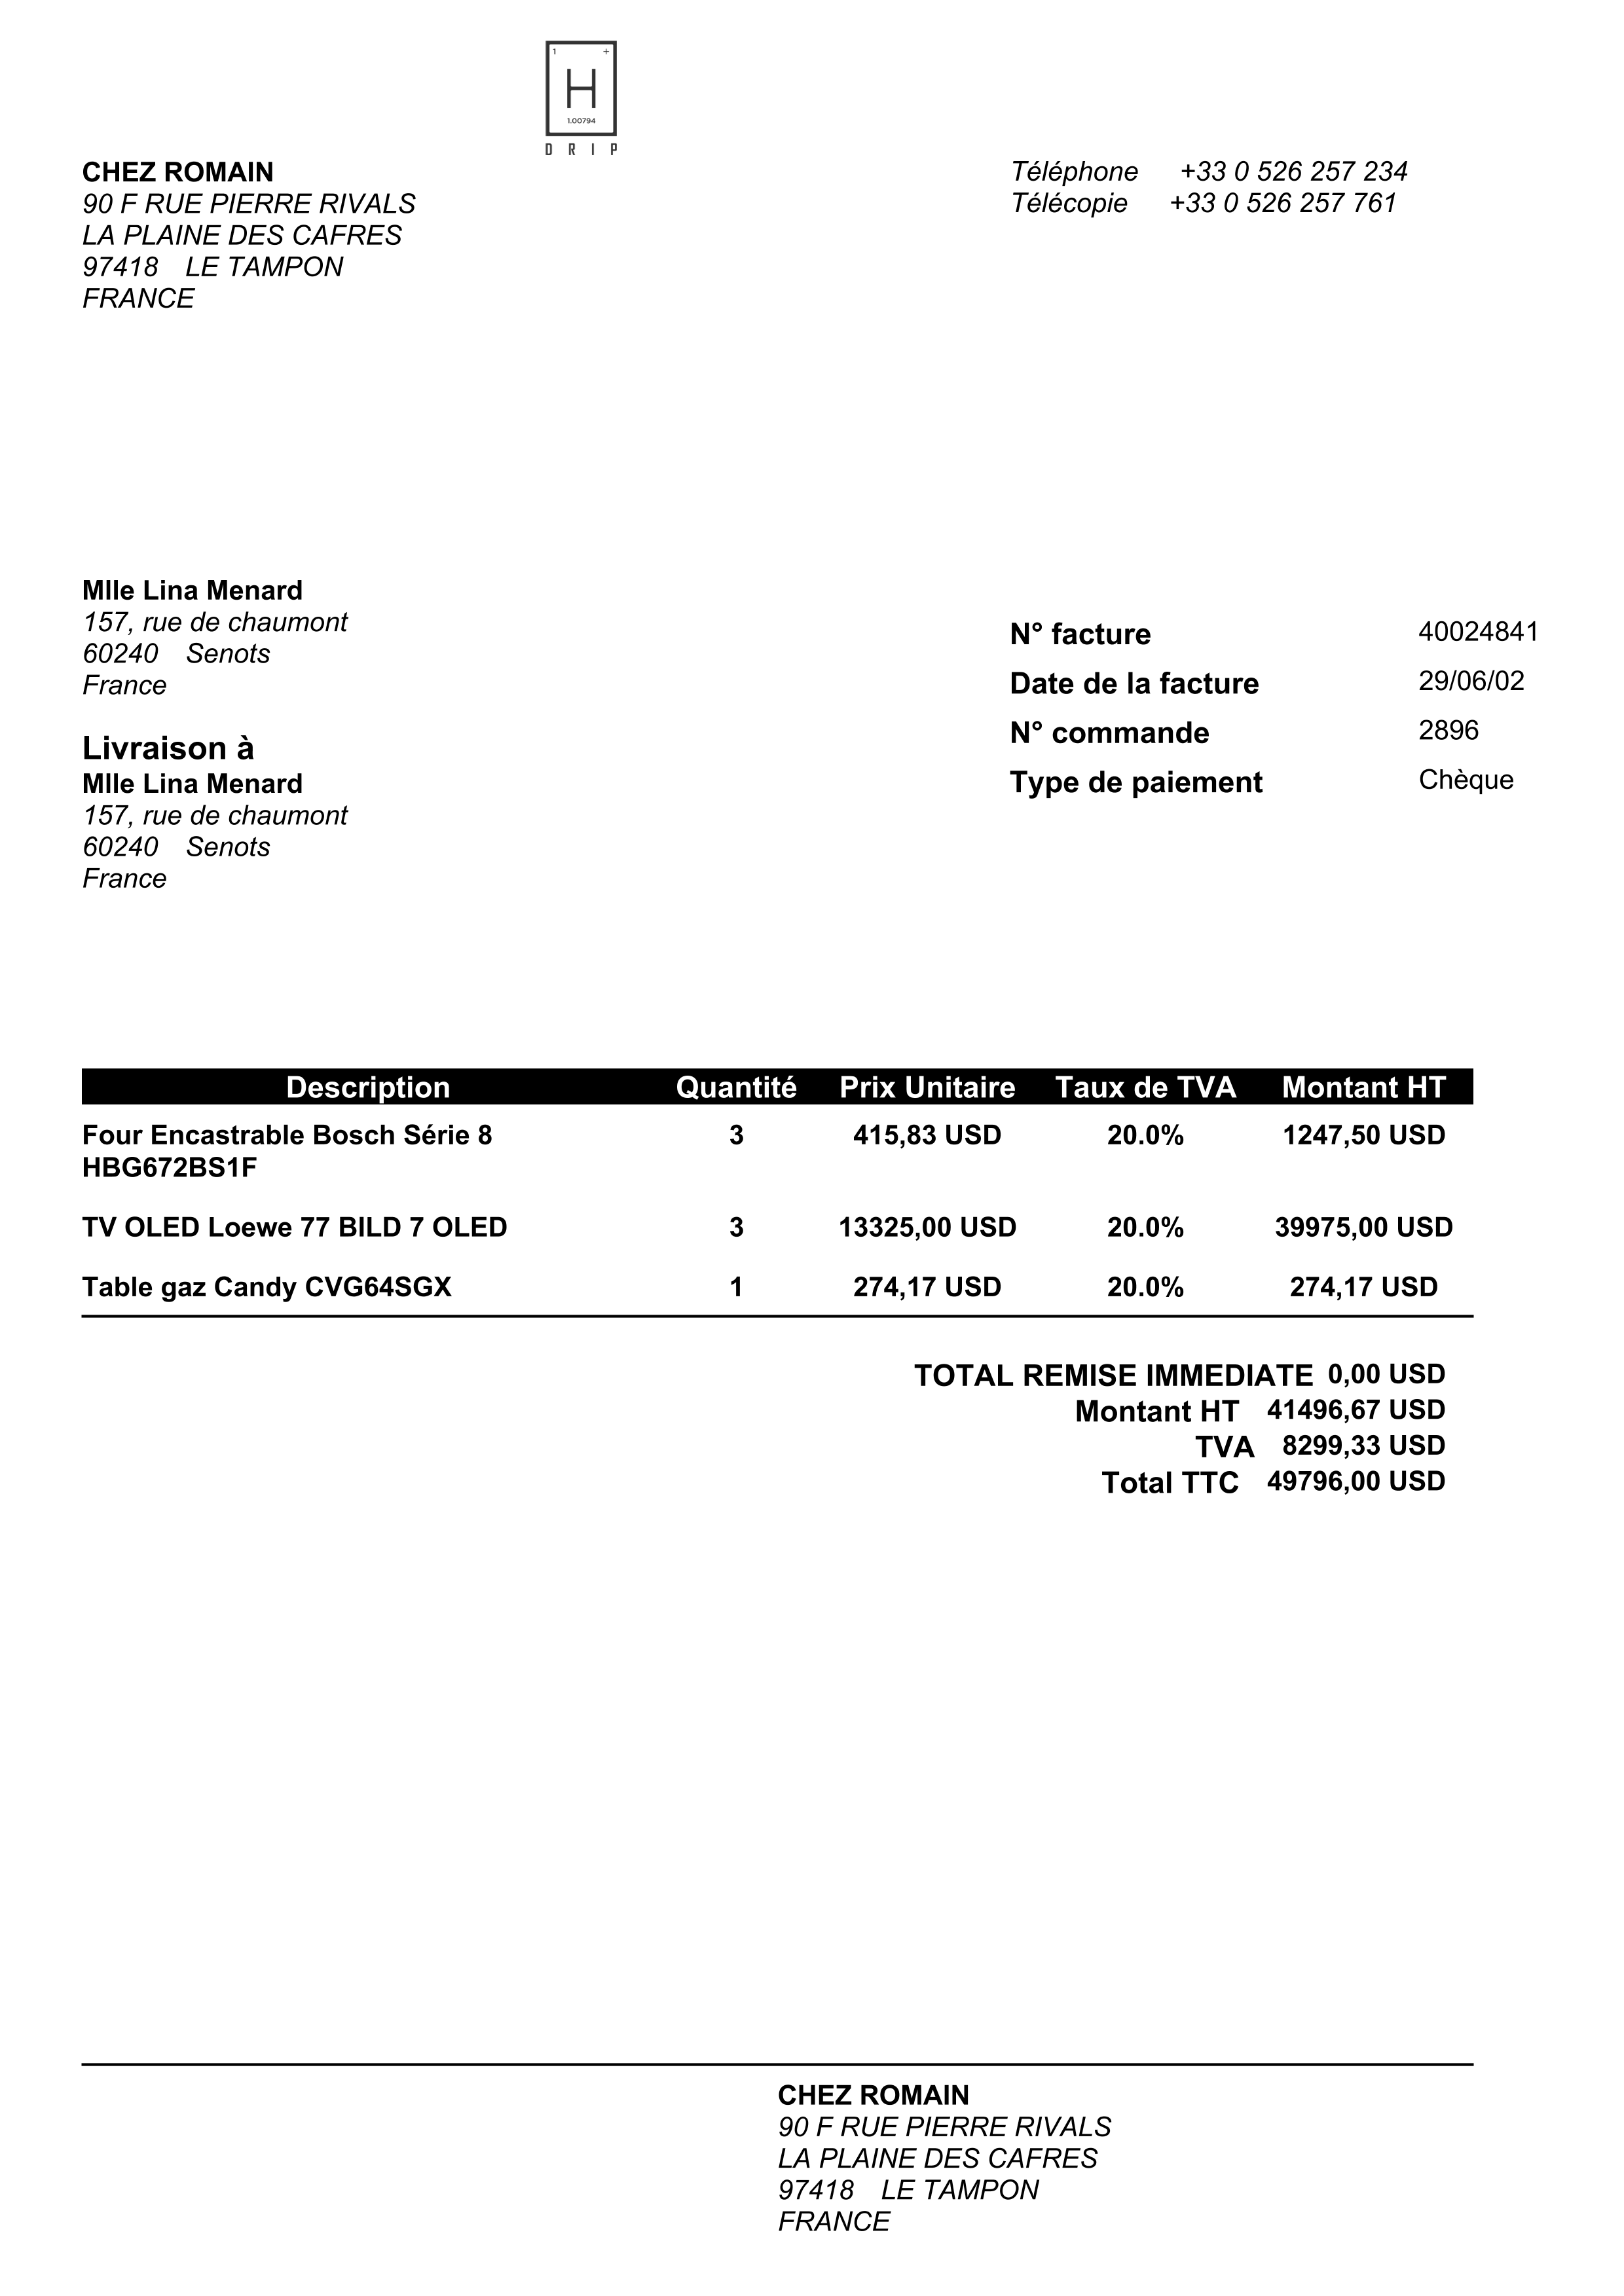 1 +
H
1.00794
DRIP
CHEZ ROMAIN
90 F RUE PIERRE RIVALS
LA PLAINE DES CAFRES
97418 LE TAMPON
FRANCE
Téléphone +33 0 526 257 234
Télécopie +33 0 526 257 761
Mlle Lina Menard
157, rue de chaumont
60240 Senots
France
Livraison à
Mlle Lina Menard
157, rue de chaumont
60240 Senots
France
N° facture 40024841
Date de la facture 29/06/02
N° commande 2896
Type de paiement Chèque
Description Quantité Prix Unitaire Taux de TVA Montant HT
Four Encastrable Bosch Série 8 3 415,83 USD 20.0% 1247,50 USD
HBG672BS1F
TV OLED Loewe 77 BILD 7 OLED 3 13325,00 USD 20.0% 39975,00 USD
Table gaz Candy CVG64SGX 1 274,17 USD 20.0% 274,17 USD
TOTAL REMISE IMMEDIATE 0,00 USD
Montant HT 41496,67 USD
TVA 8299,33 USD
Total TTC 49796,00 USD
CHEZ ROMAIN
90 F RUE PIERRE RIVALS
LA PLAINE DES CAFRES
97418 LE TAMPON
FRANCE